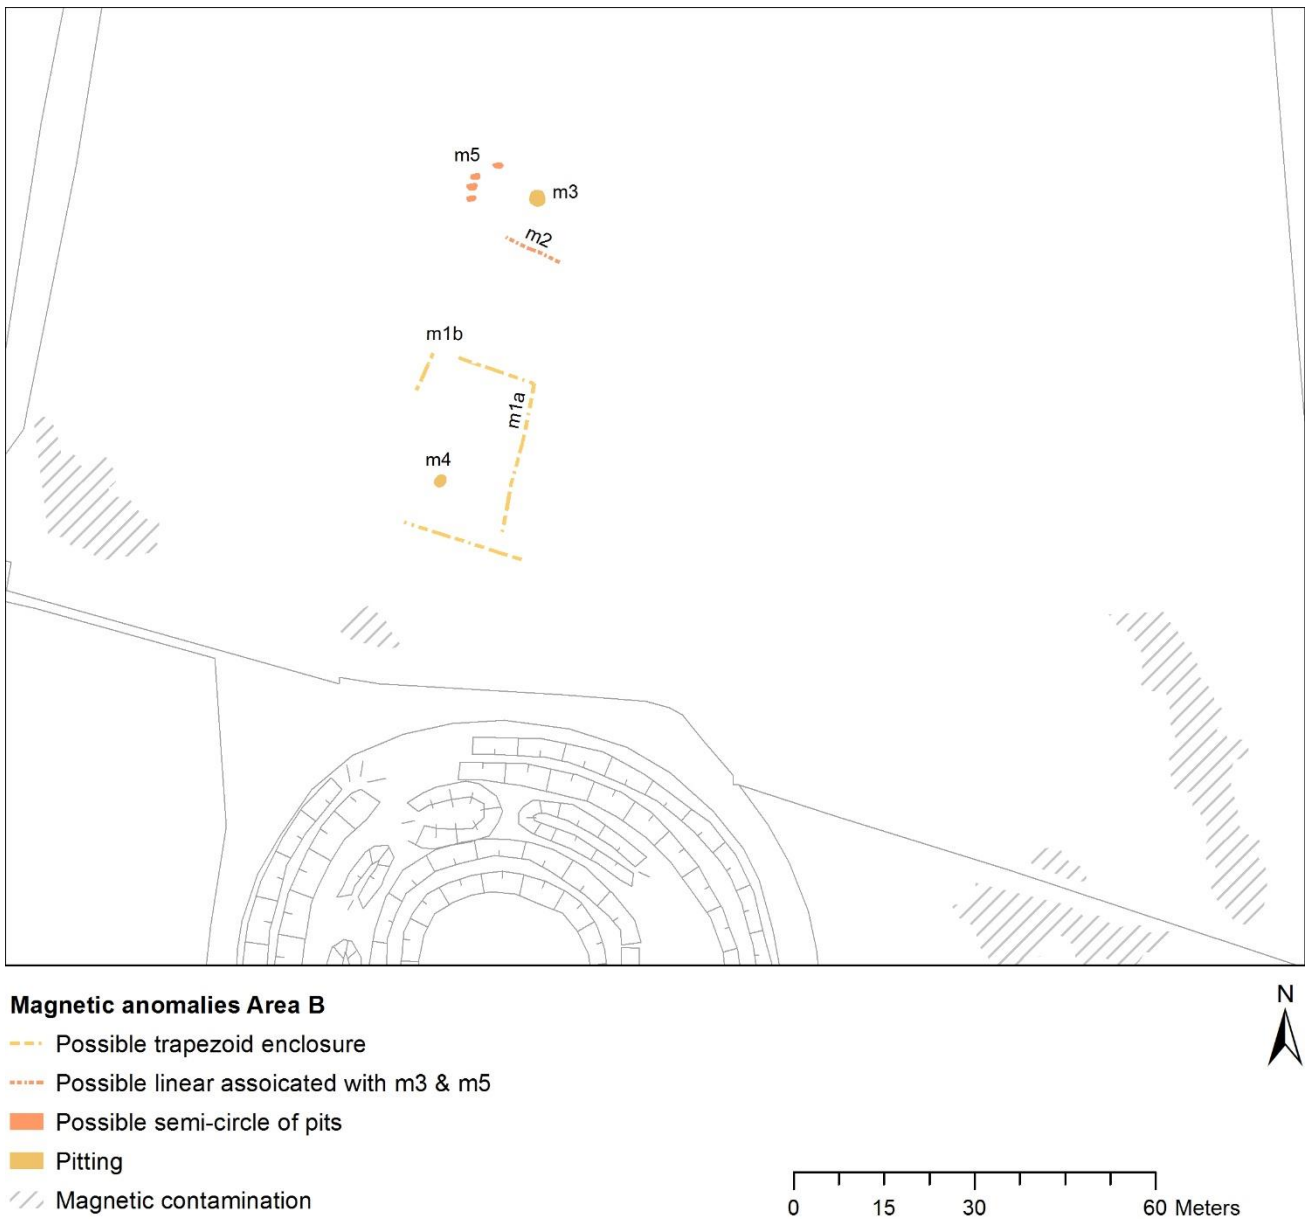 m5
m3
m2
m1b
m1a
m4
Magnetic anomalies Area B
N
Possible trapezoid enclosure
Possible linear assoicated with m3 & m5
Possible semi-circle of pits
Pitting
Magnetic contamination
0 15 30 60 Meters